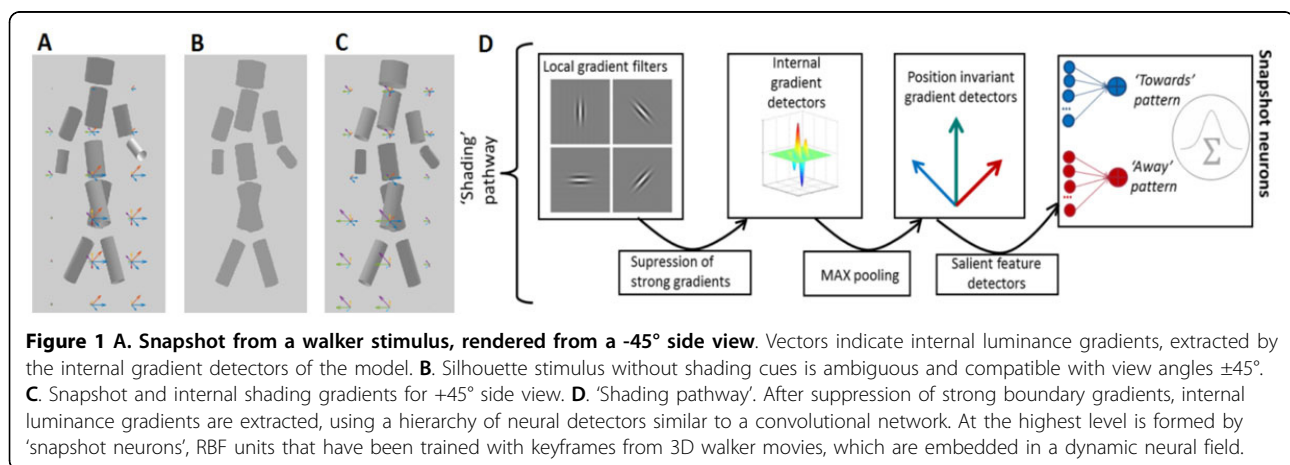 A
B
C
D
'Shading' pathway
Local gradient filters
Supression of
strong gradients
Internal
gradient
detectors
MAX pooling
Position invariant
gradient detectors
Salient feature
detectors
'Towards'
pattern
...
'Away'
pattern
...
Σ
Snapshot neurons
Figure 1 A. Snapshot from a walker stimulus, rendered from a -45° side view. Vectors indicate internal luminance gradients, extracted by
the internal gradient detectors of the model. B. Silhouette stimulus without shading cues is ambiguous and compatible with view angles ±45°.
C. Snapshot and internal shading gradients for +45° side view. D. 'Shading pathway'. After suppression of strong boundary gradients, internal
luminance gradients are extracted, using a hierarchy of neural detectors similar to a convolutional network. At the highest level is formed by
'snapshot neurons', RBF units that have been trained with keyframes from 3D walker movies, which are embedded in a dynamic neural field.